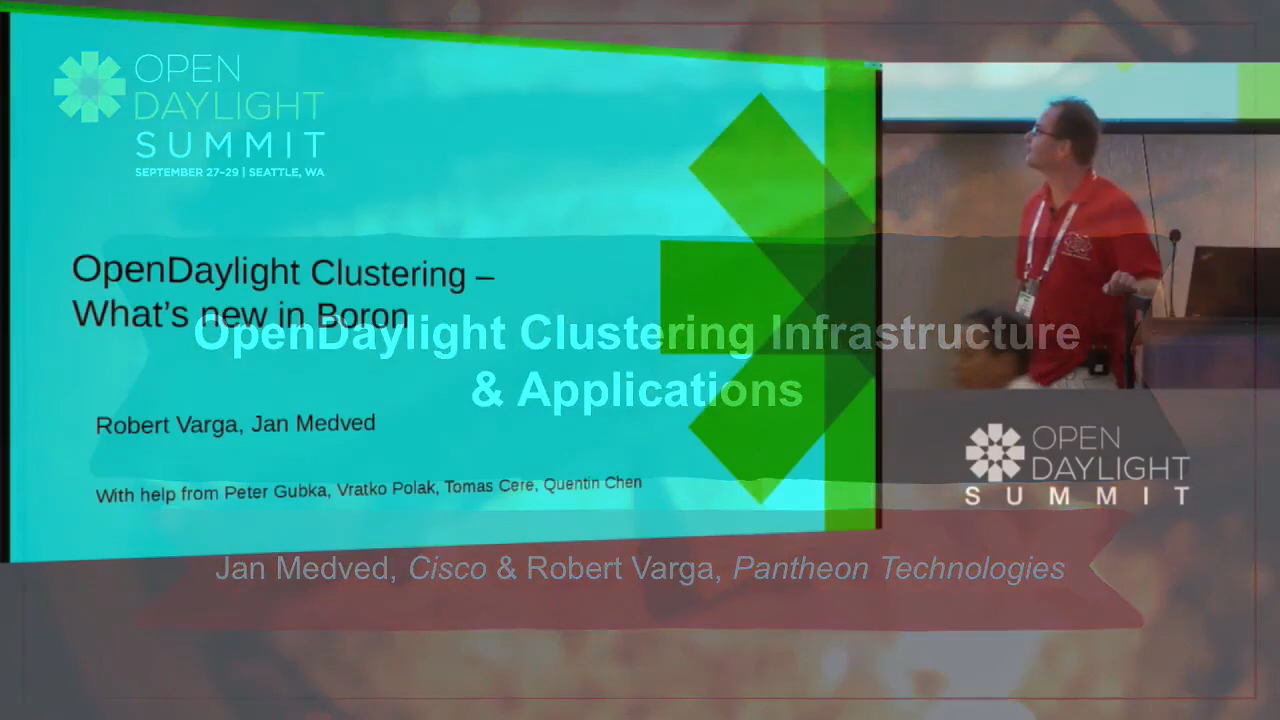 OPEN
DAYLIGHT
SUMMIT
SEPTEMBER 27-29 | SEATTLE, WA
OpenDaylight Clustering –
What's new in Boron
OpenDaylight Clustering Infrastructure
& Applications
Robert Varga, Jan Medved
With help from Peter Gubka, Vratko Polak, Tomas Cere, Quentin Chen
OPEN
DAYLIGHT
SUMMIT
Jan Medved, Cisco & Robert Varga, Pantheon Technologies